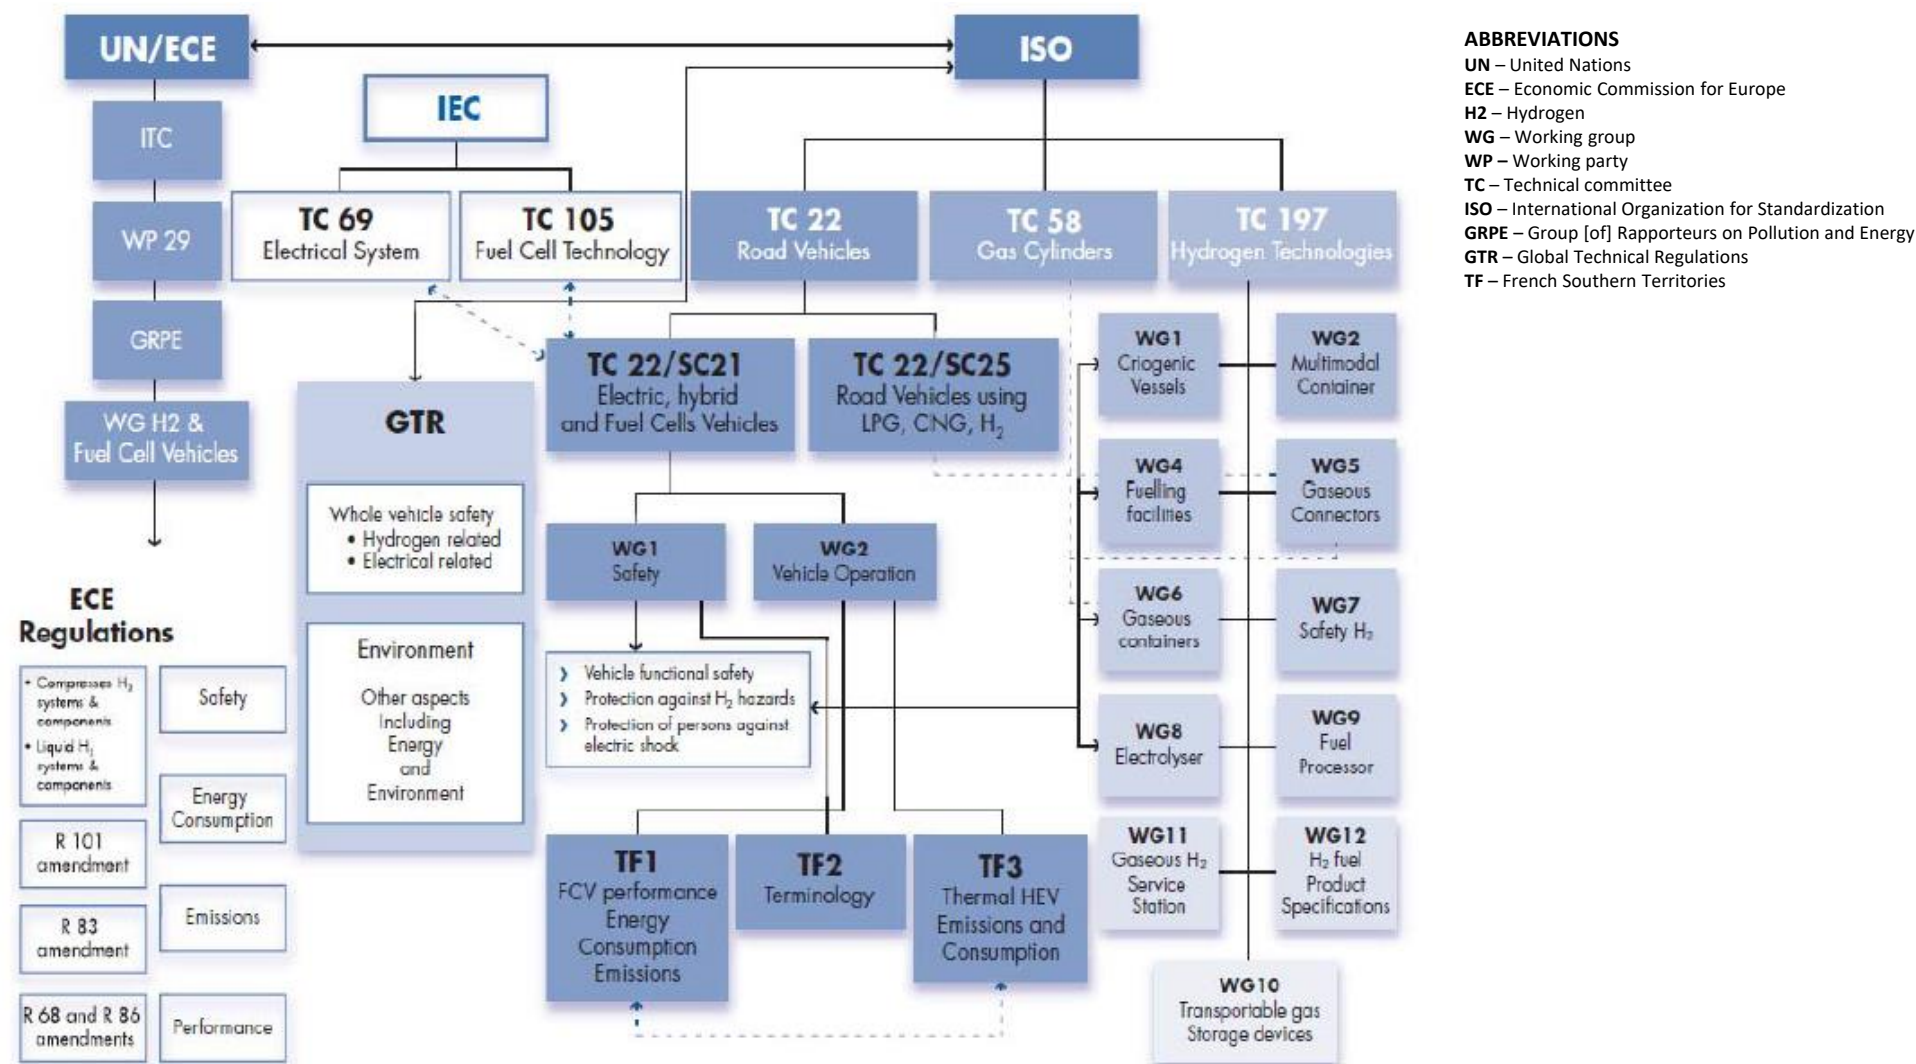 UN/ECE
ISO
IEC
ITC
WP 29
GRPE
WG H2 &
Fuel Cell Vehicles
TC 69
Electrical System
TC 105
Fuel Cell Technology
TC 22
Road Vehicles
TC 58
Gas Cylinders
TC 197
Hydrogen Technologies
TC 22/SC21
Electric, hybrid
and Fuel Cells Vehicles
TC 22/SC25
Road Vehicles using
LPG, CNG, H₂
GTR
Whole vehicle safety
• Hydrogen related
• Electrical related
Environment
Other aspects
Including
Energy
and
Environment
WG1
Safety
WG2
Vehicle Operation
❯ Vehicle functional safety
❯ Protection against H₂ hazards
❯ Protection of persons against
electric shock
TF1
FCV performance
Energy
Consumption
Emissions
TF2
Terminology
TF3
Thermal HEV
Emissions and
Consumption
WG1
Criogenic
Vessels
WG2
Multimodal
Container
WG4
Fuelling
facilities
WG5
Gaseous
Connectors
WG6
Gaseous
containers
WG7
Safety H₂
WG8
Electrolyser
WG9
Fuel
Processor
WG11
Gaseous H₂
Service
Station
WG12
H₂ fuel
Product
Specifications
WG10
Transportable gas
Storage devices
ECE
Regulations
• Compresses H₂
systems &
components
• Liquid H₂
systems &
components
Safety
Energy
Consumption
R 101
amendment
Emissions
R 83
amendment
R 68 and R 86
amendments
Performance
ABBREVIATIONS
UN – United Nations
ECE – Economic Commission for Europe
H2 – Hydrogen
WG – Working group
WP – Working party
TC – Technical committee
ISO – International Organization for Standardization
GRPE – Group [of] Rapporteurs on Pollution and Energy
GTR – Global Technical Regulations
TF – French Southern Territories